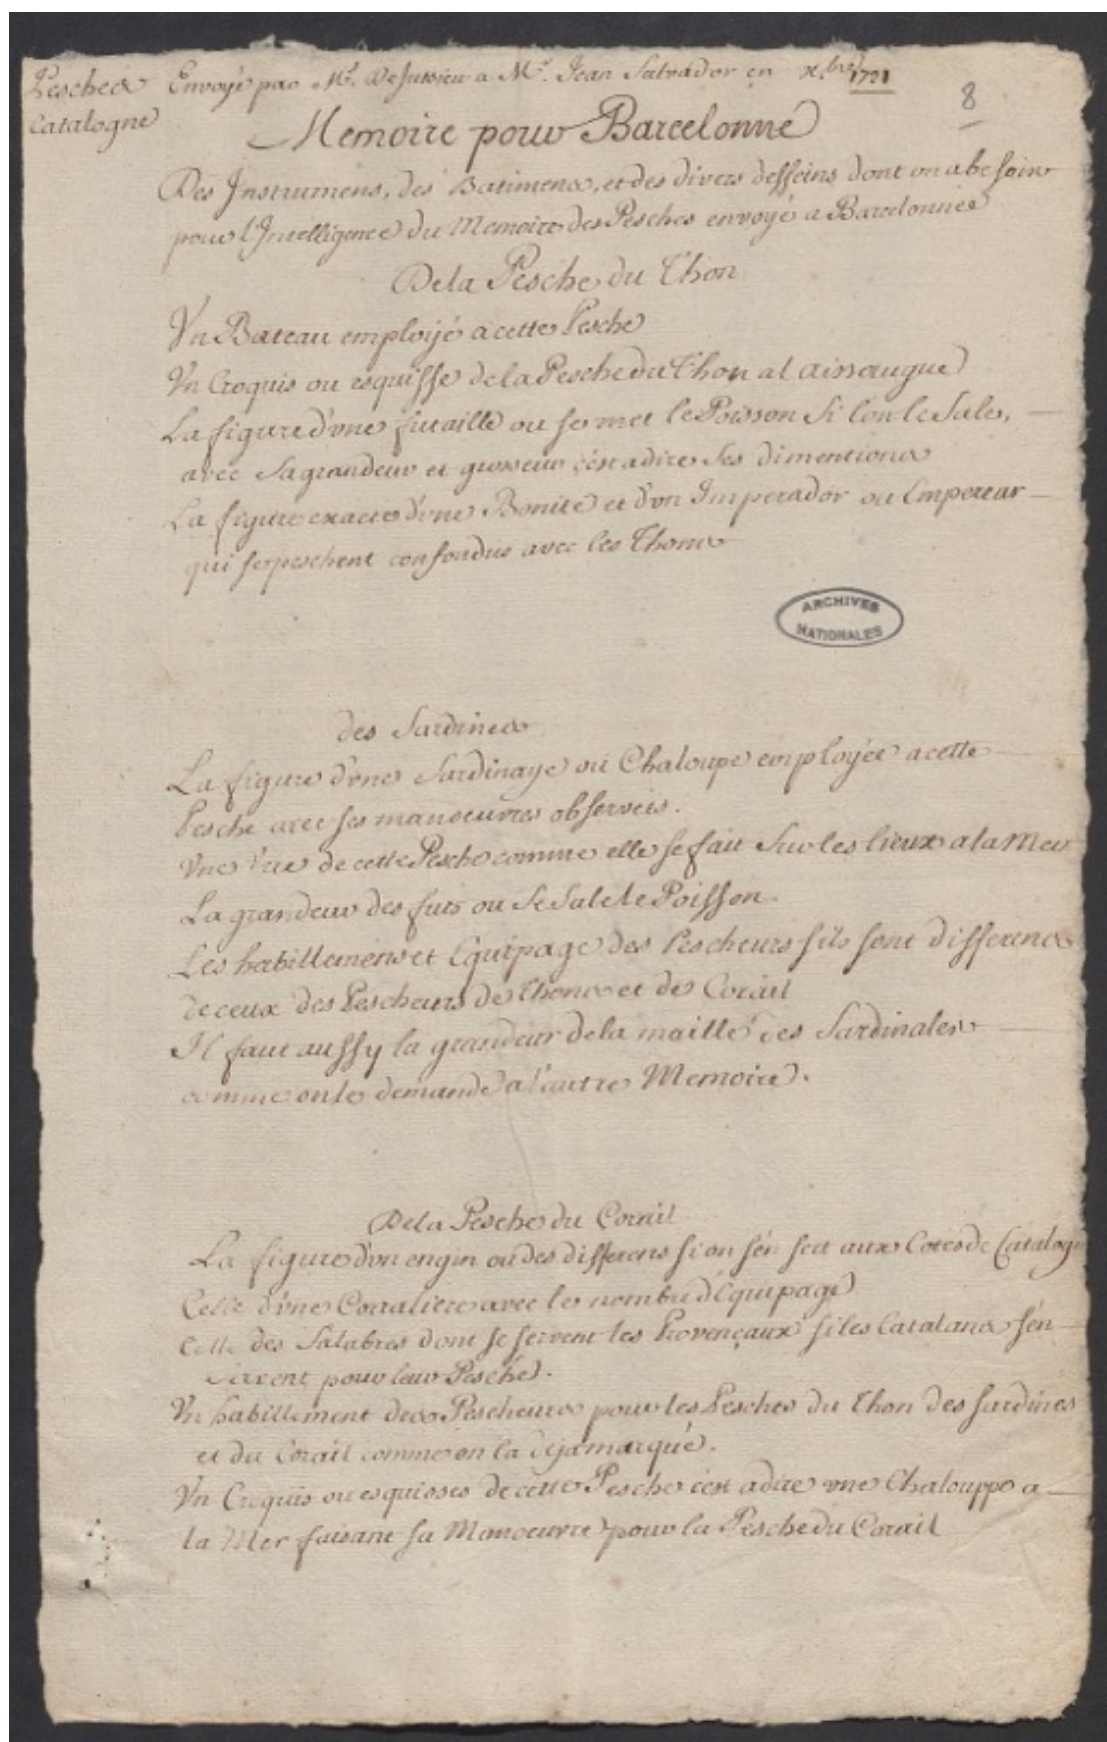 Pesches Catalogne
Envoyé par Mr. De Jussieu a Mr. Jean Salvador en xbre 1721
8
Memoire pour Barcelonne
Des Instrumens, des Batimens, et des divers desseins dont on a besoin
pour l'Intelligence du Memoire des Pesches envoyé a Barcelonne
De la Pesche du Thon
Un Bateau employé a cette Pesche
Un Croquis ou esquisse de la Pesche du Thon a l'aissaugue
La figure d'une futaille ou se met le Poisson Si l'on le Sale,
avec Sa grandeur et grosseur c'est a dire Ses dimentions
La figure exacte d'une Bonite et d'un Imperador ou Empereur
qui se peschent confondus avec les Thons
ARCHIVES
NATIONALES
des Sardines
La figure d'une Sardinaye ou Chaloupe employée a cette
Pesche avec ses manoeuvres observées.
Une Vue de cette Pesche comme elle se fait Sur les lieux a la Mer
La grandeur des futs ou Se Sale le Poisson.
Les habillemens et Equipage des Pescheurs sils sont differens
de ceux des Pescheurs de Thons et de Corail
Il faut aussy la grandeur de la maille des Sardinales
comme on le demande a l'autre Memoire.
De la Pesche du Corail
La figure d'un engin ou des differens si on s'en sert aux Cotes de Catalogne
Celle d'une Corraliere avec le nombre d'Equipage
Celle des Salabres dont se servent les Provençaux si les Catalans s'en
servent pour leur Pesche.
Un habillement des Pescheurs pour les Pesches du Thon des Sardines
et du Corail comme on la deja marqué.
Un Croquis ou esquisses de cette Pesche c'est a dire une Chalouppe a
la Mer faisant sa Manoeuvre pour la Pesche du Corail